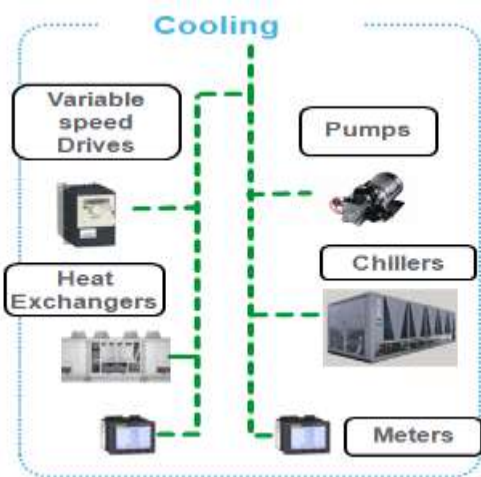 Cooling
Variable
speed
Drives
Pumps
Heat
Exchangers
Chillers
Meters